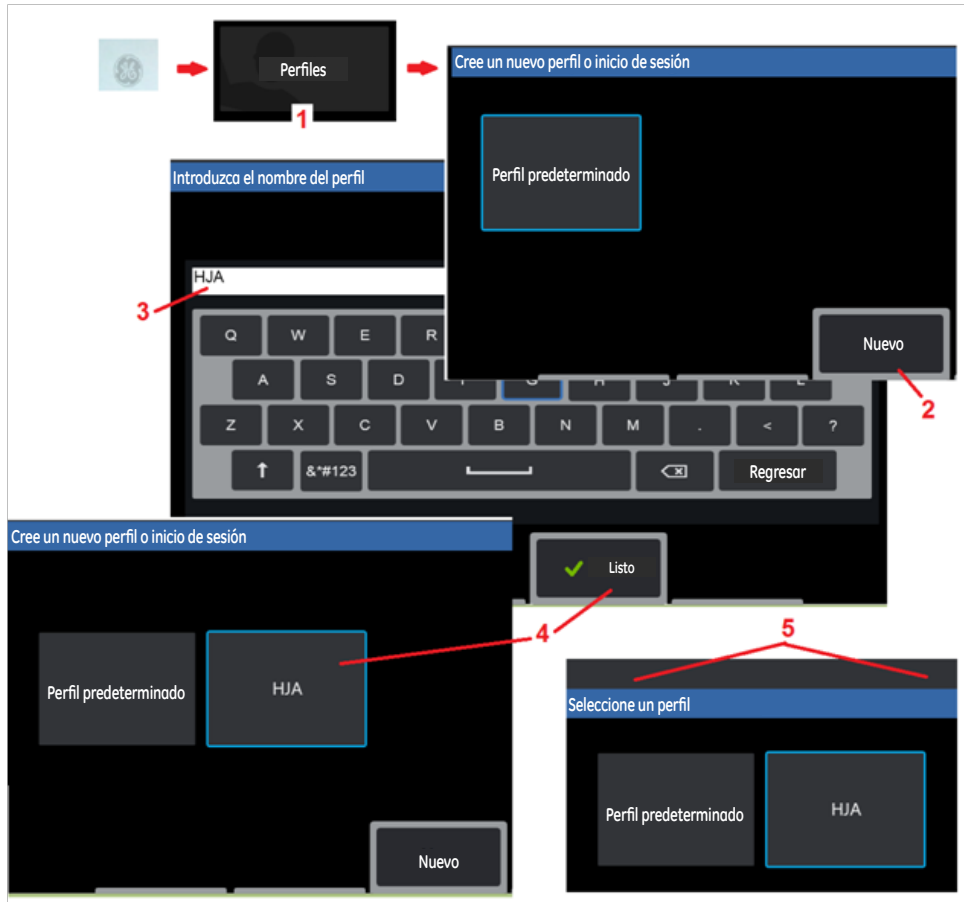 Perfiles
1
Cree un nuevo perfil o inicio de sesión
Perfil predeterminado
Nuevo
2
Introduzca el nombre del perfil
HJA
3
Q W E R
A S D F G H J K L
Z X C V B N M . < ?
&*#123 Regresar
Listo
4
Cree un nuevo perfil o inicio de sesión
Perfil predeterminado HJA
Nuevo
5
Seleccione un perfil
Perfil predeterminado HJA